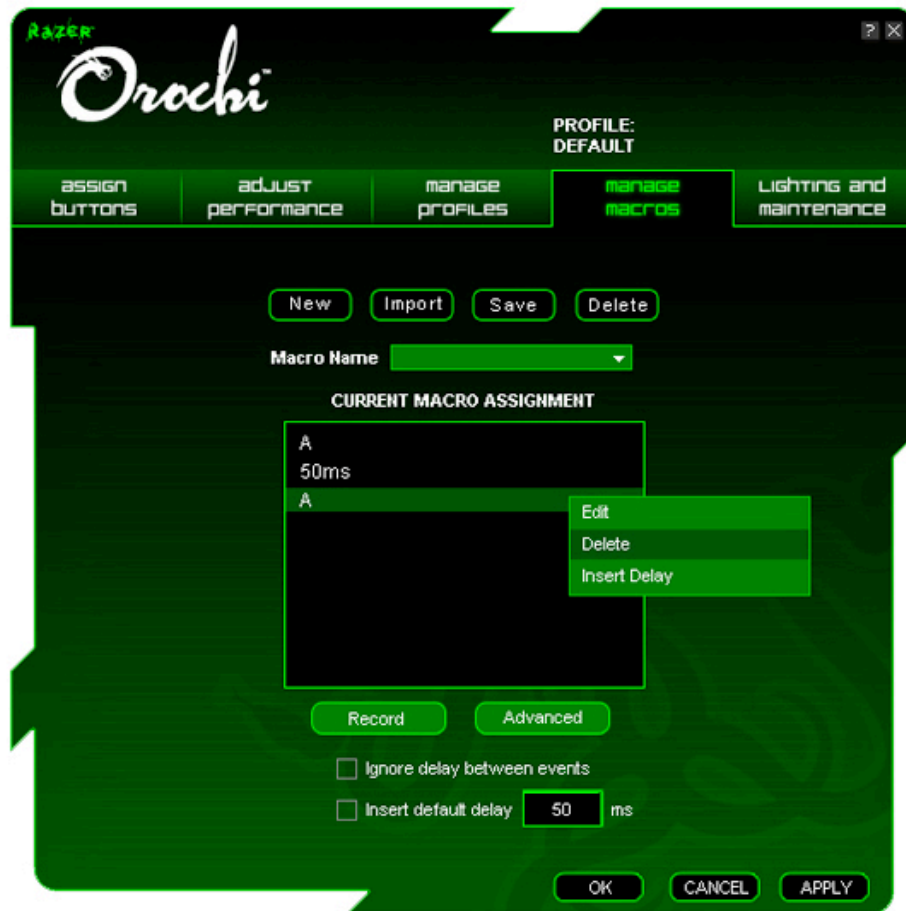 RAZER
Orochi™
? X
PROFILE:
DEFAULT
assign buttons
adjust performance
manage profiles
manage macros
Lighting and maintenance
New Import Save Delete
Macro Name
CURRENT MACRO ASSIGNMENT
A
50ms
A
Edit
Delete
Insert Delay
Record Advanced
Ignore delay between events
Insert default delay 50 ms
OK CANCEL APPLY